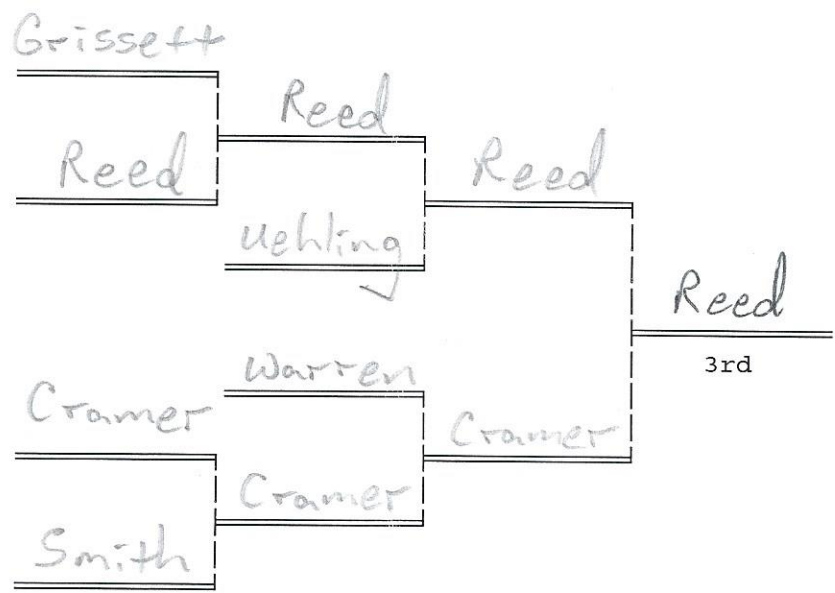 Grissett
Reed
Reed
Reed
Uehling
Reed
3rd
Warren
Cramer
Cramer
Cramer
Smith